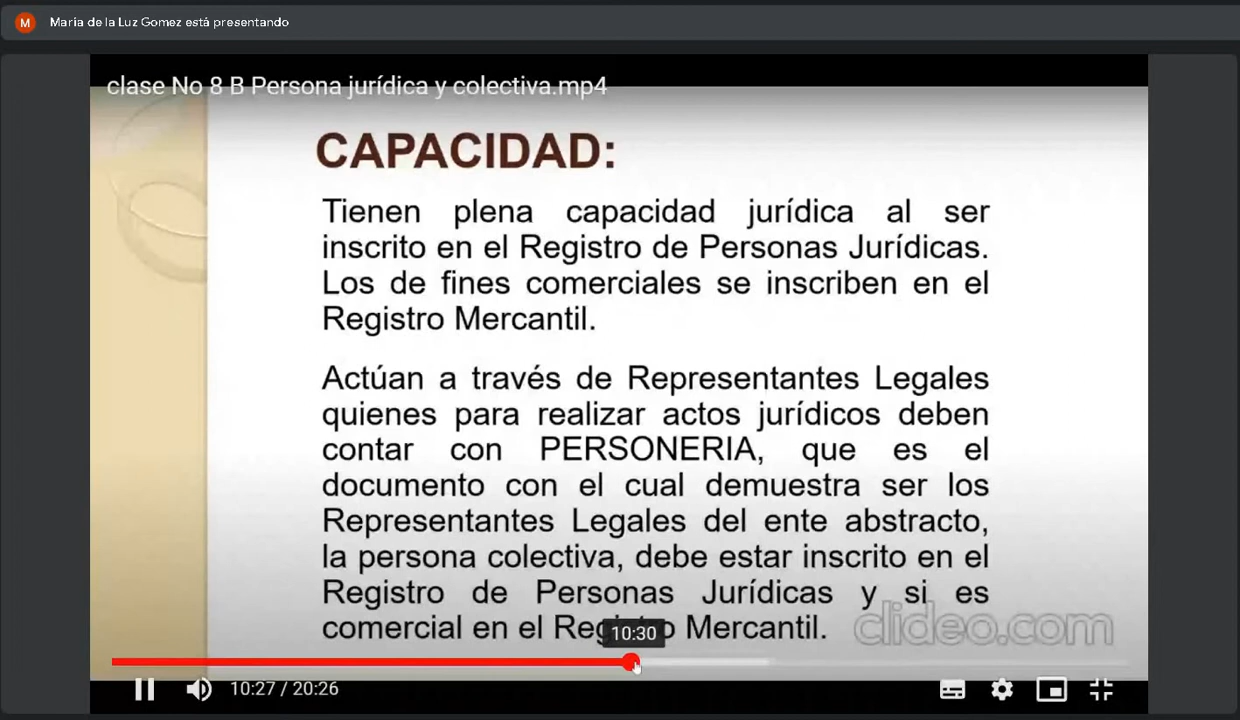 M María de la Luz Gomez está presentando
clase No 8 B Persona jurídica y colectiva.mp4
CAPACIDAD:
Tienen plena capacidad jurídica al ser
inscrito en el Registro de Personas Jurídicas.
Los de fines comerciales se inscriben en el
Registro Mercantil.
Actúan a través de Representantes Legales
quienes para realizar actos jurídicos deben
contar con PERSONERIA, que es el
documento con el cual demuestra ser los
Representantes Legales del ente abstracto,
la persona colectiva, debe estar inscrito en el
Registro de Personas Jurídicas y si es
comercial en el Registro Mercantil.
clideo.com
10:30
10:27 / 20:26